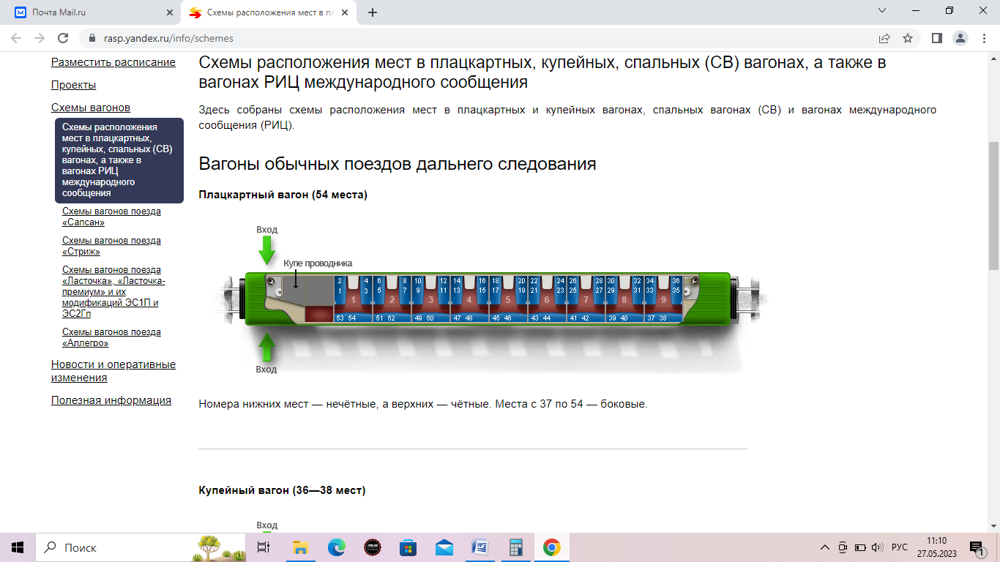 Почта Mail.ru
Схемы расположения мест в пл
rasp.yandex.ru/info/schemes
Разместить расписание
Проекты
Схемы вагонов
Схемы расположения
мест в плацкартных,
купейных, спальных (СВ)
вагонах, а также в
вагонах РИЦ
международного
сообщения
Схемы вагонов поезда
«Сапсан»
Схемы вагонов поезда
«Стриж»
Схемы вагонов поезда
«Ласточка», «Ласточка-
премиум» и их
модификаций ЭС1П и
ЭС2Гп
Схемы вагонов поезда
«Аллегро»
Новости и оперативные
изменения
Полезная информация
Схемы расположения мест в плацкартных, купейных, спальных (СВ) вагонах, а также в
вагонах РИЦ международного сообщения
Здесь собраны схемы расположения мест в плацкартных и купейных вагонах, спальных вагонах (СВ) и вагонах международного
сообщения (РИЦ).
Вагоны обычных поездов дальнего следования
Плацкартный вагон (54 места)
Вход
Купе проводника
2 4 6 8 10 12 14 16 18 20 22 24 26 28 30 32 34 36
1 3 5 7 9 11 13 15 17 19 21 23 25 27 29 31 33 35
1 2 3 4 5 6 7 8 9
53 54 51 52 49 50 47 48 45 46 43 44 41 42 39 40 37 38
Вход
Номера нижних мест — нечётные, а верхних — чётные. Места с 37 по 54 — боковые.
Купейный вагон (36—38 мест)
Вход
Поиск
РУС
11:10
27.05.2023
1